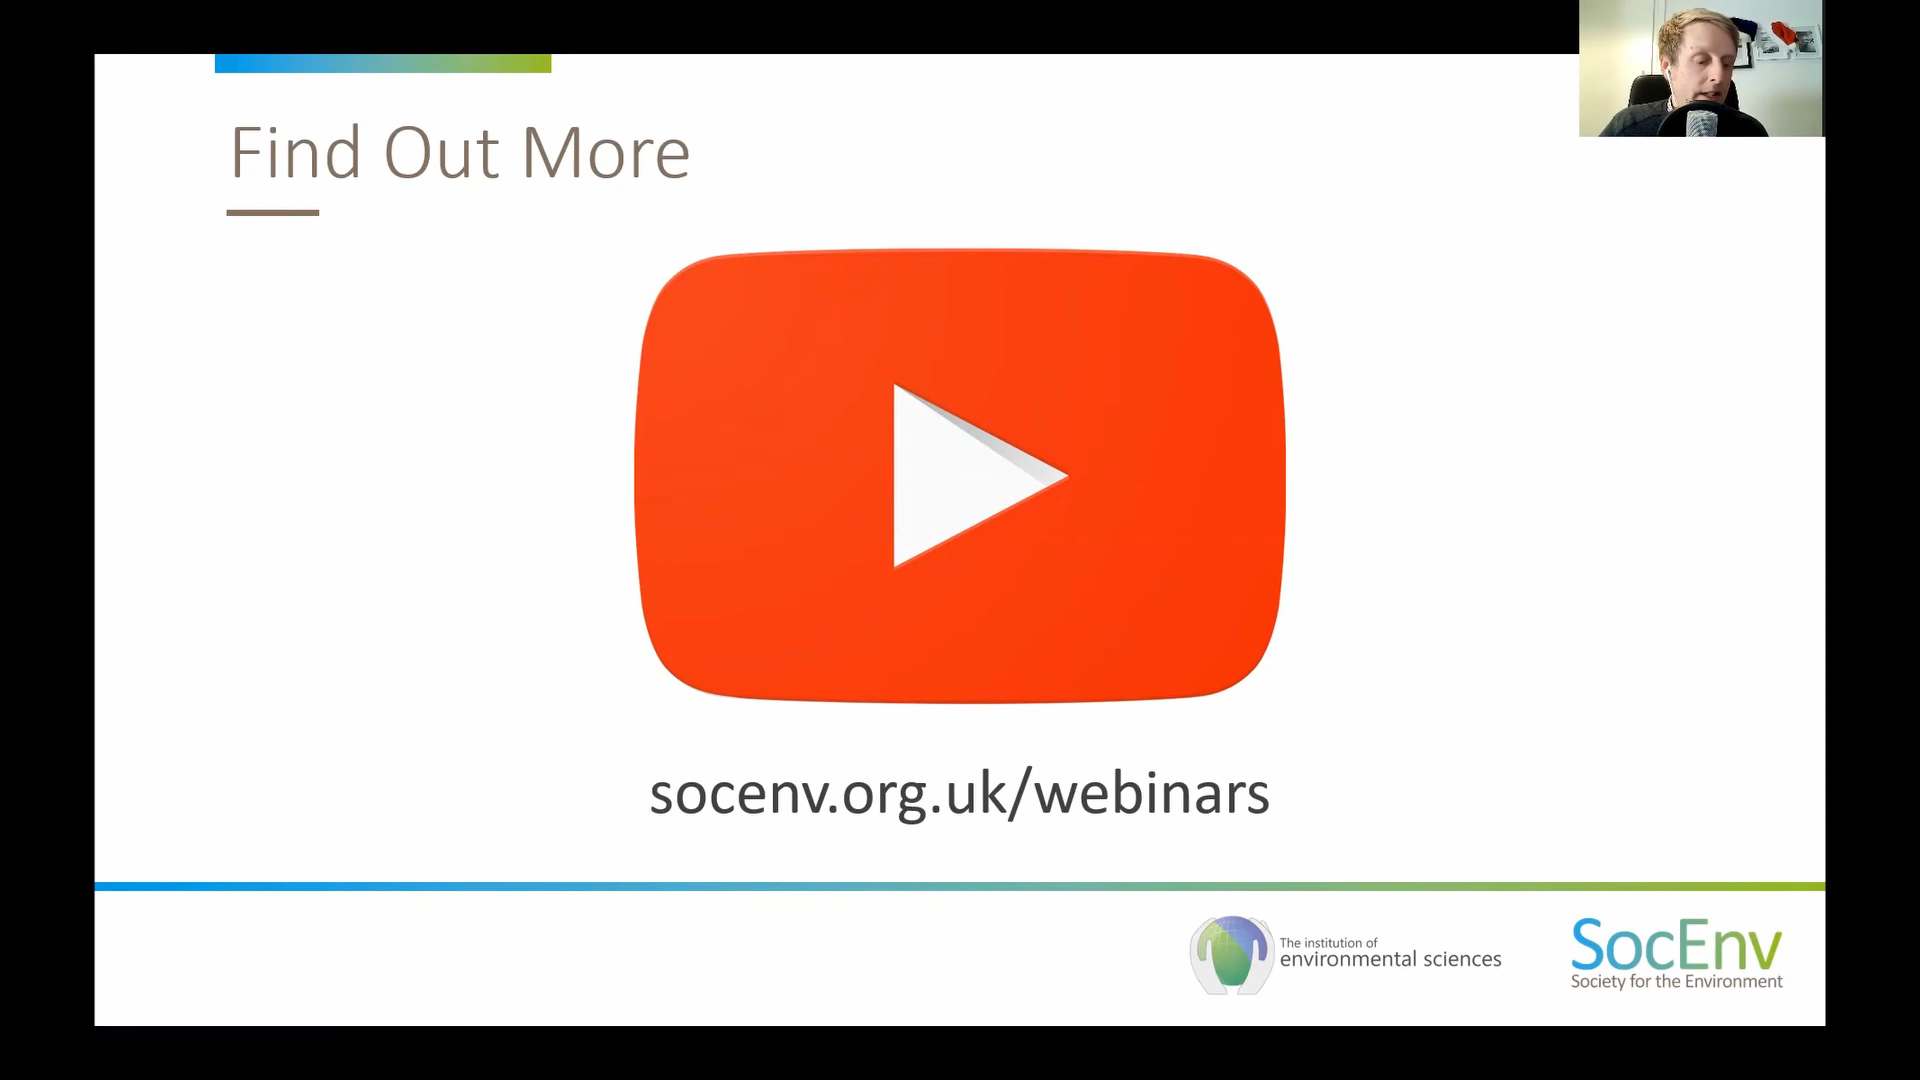 Find Out More
socenv.org.uk/webinars
The institution of
environmental sciences
SocEnv
Society for the Environment